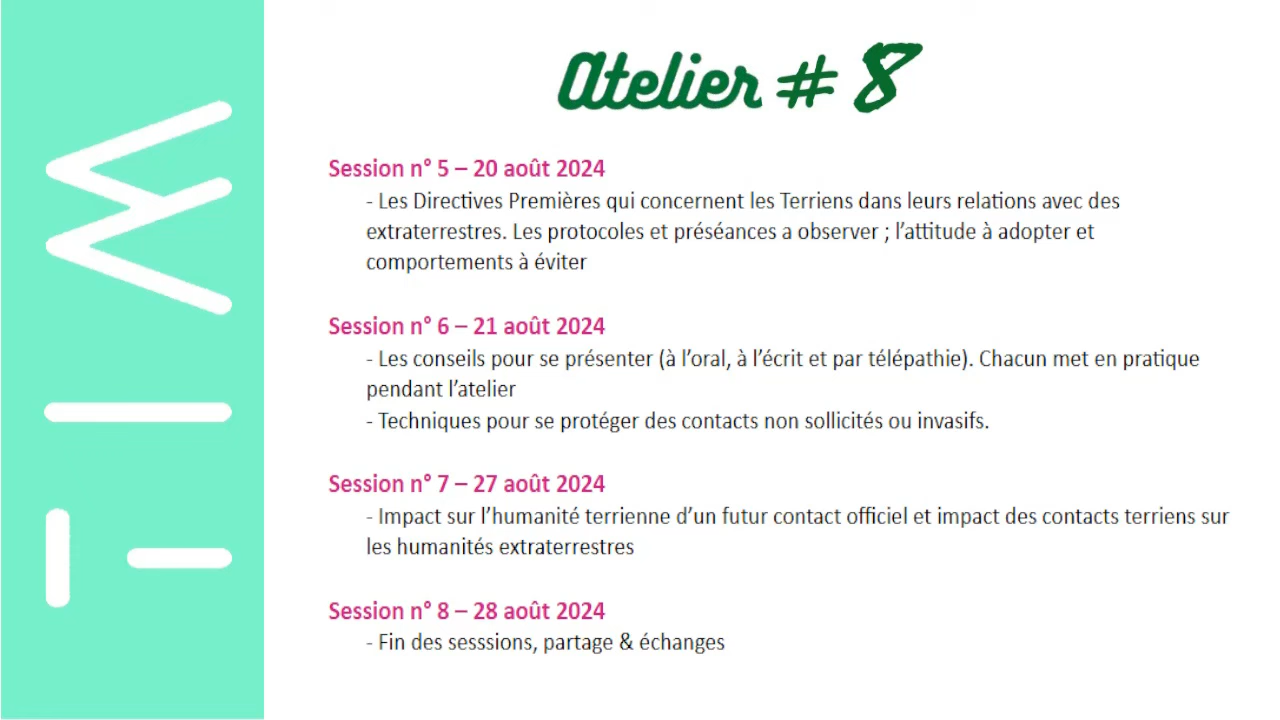 Atelier # 8
Session n° 5 – 20 août 2024
- Les Directives Premières qui concernent les Terriens dans leurs relations avec des
extraterrestres. Les protocoles et préséances a observer ; l’attitude à adopter et
comportements à éviter
Session n° 6 – 21 août 2024
- Les conseils pour se présenter (à l’oral, à l’écrit et par télépathie). Chacun met en pratique
pendant l’atelier
- Techniques pour se protéger des contacts non sollicités ou invasifs.
Session n° 7 – 27 août 2024
- Impact sur l’humanité terrienne d’un futur contact officiel et impact des contacts terriens sur
les humanités extraterrestres
Session n° 8 – 28 août 2024
- Fin des sesssions, partage & échanges